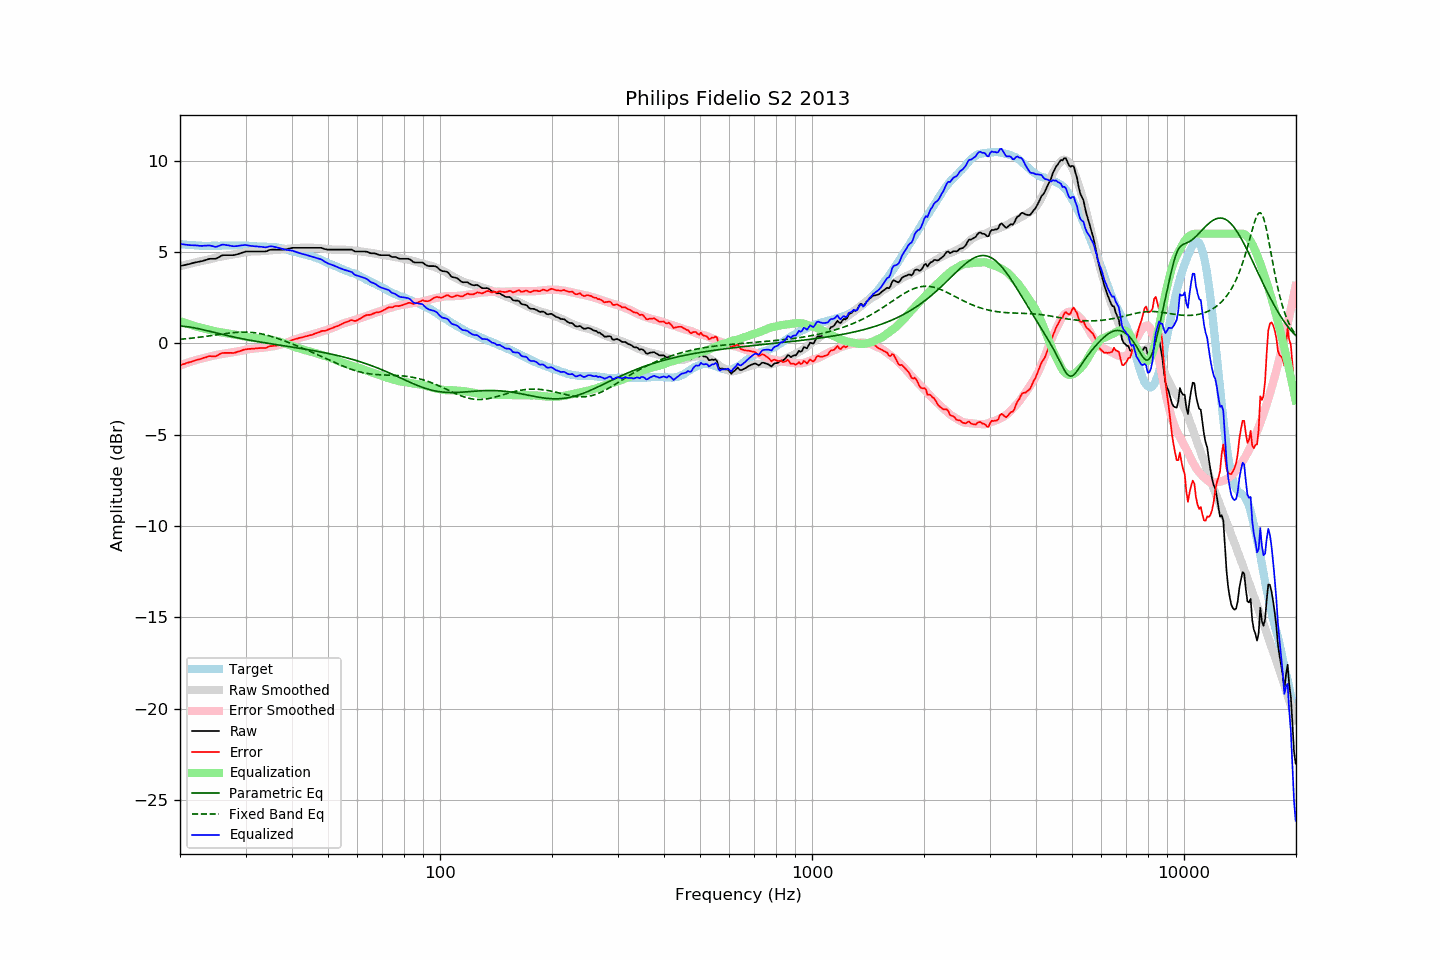 Philips Fidelio S2 2013
10
5
0
−5
−10
−15
−20
−25
Amplitude (dBr)
Target
Raw Smoothed
Error Smoothed
Raw
Error
Equalization
Parametric Eq
Fixed Band Eq
Equalized
100
1000
10000
Frequency (Hz)